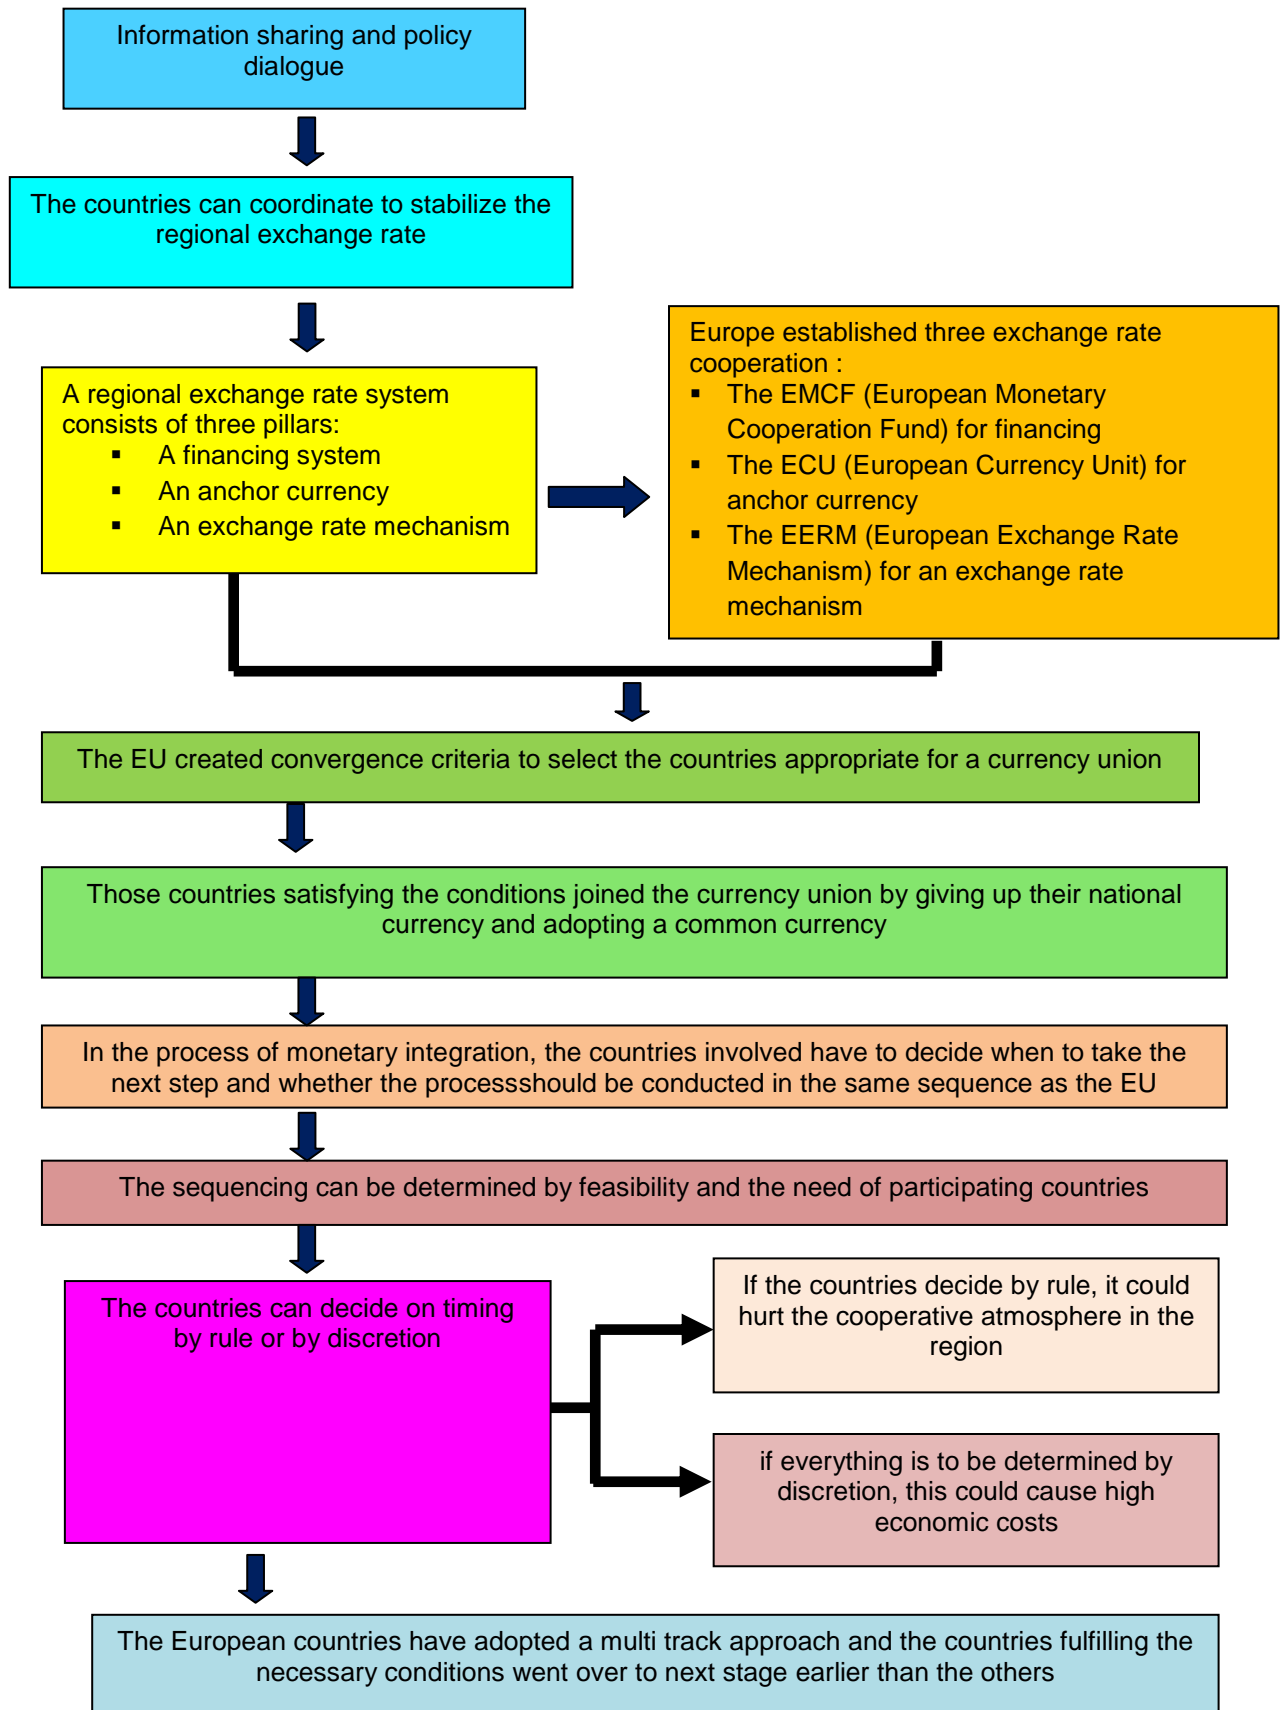 Information sharing and policy
dialogue
The countries can coordinate to stabilize the
regional exchange rate
A regional exchange rate system
consists of three pillars:
▪ A financing system
▪ An anchor currency
▪ An exchange rate mechanism
Europe established three exchange rate
cooperation :
▪ The EMCF (European Monetary
Cooperation Fund) for financing
▪ The ECU (European Currency Unit) for
anchor currency
▪ The EERM (European Exchange Rate
Mechanism) for an exchange rate
mechanism
The EU created convergence criteria to select the countries appropriate for a currency union
Those countries satisfying the conditions joined the currency union by giving up their national
currency and adopting a common currency
In the process of monetary integration, the countries involved have to decide when to take the
next step and whether the processshould be conducted in the same sequence as the EU
The sequencing can be determined by feasibility and the need of participating countries
The countries can decide on timing
by rule or by discretion
If the countries decide by rule, it could
hurt the cooperative atmosphere in the
region
if everything is to be determined by
discretion, this could cause high
economic costs
The European countries have adopted a multi track approach and the countries fulfilling the
necessary conditions went over to next stage earlier than the others